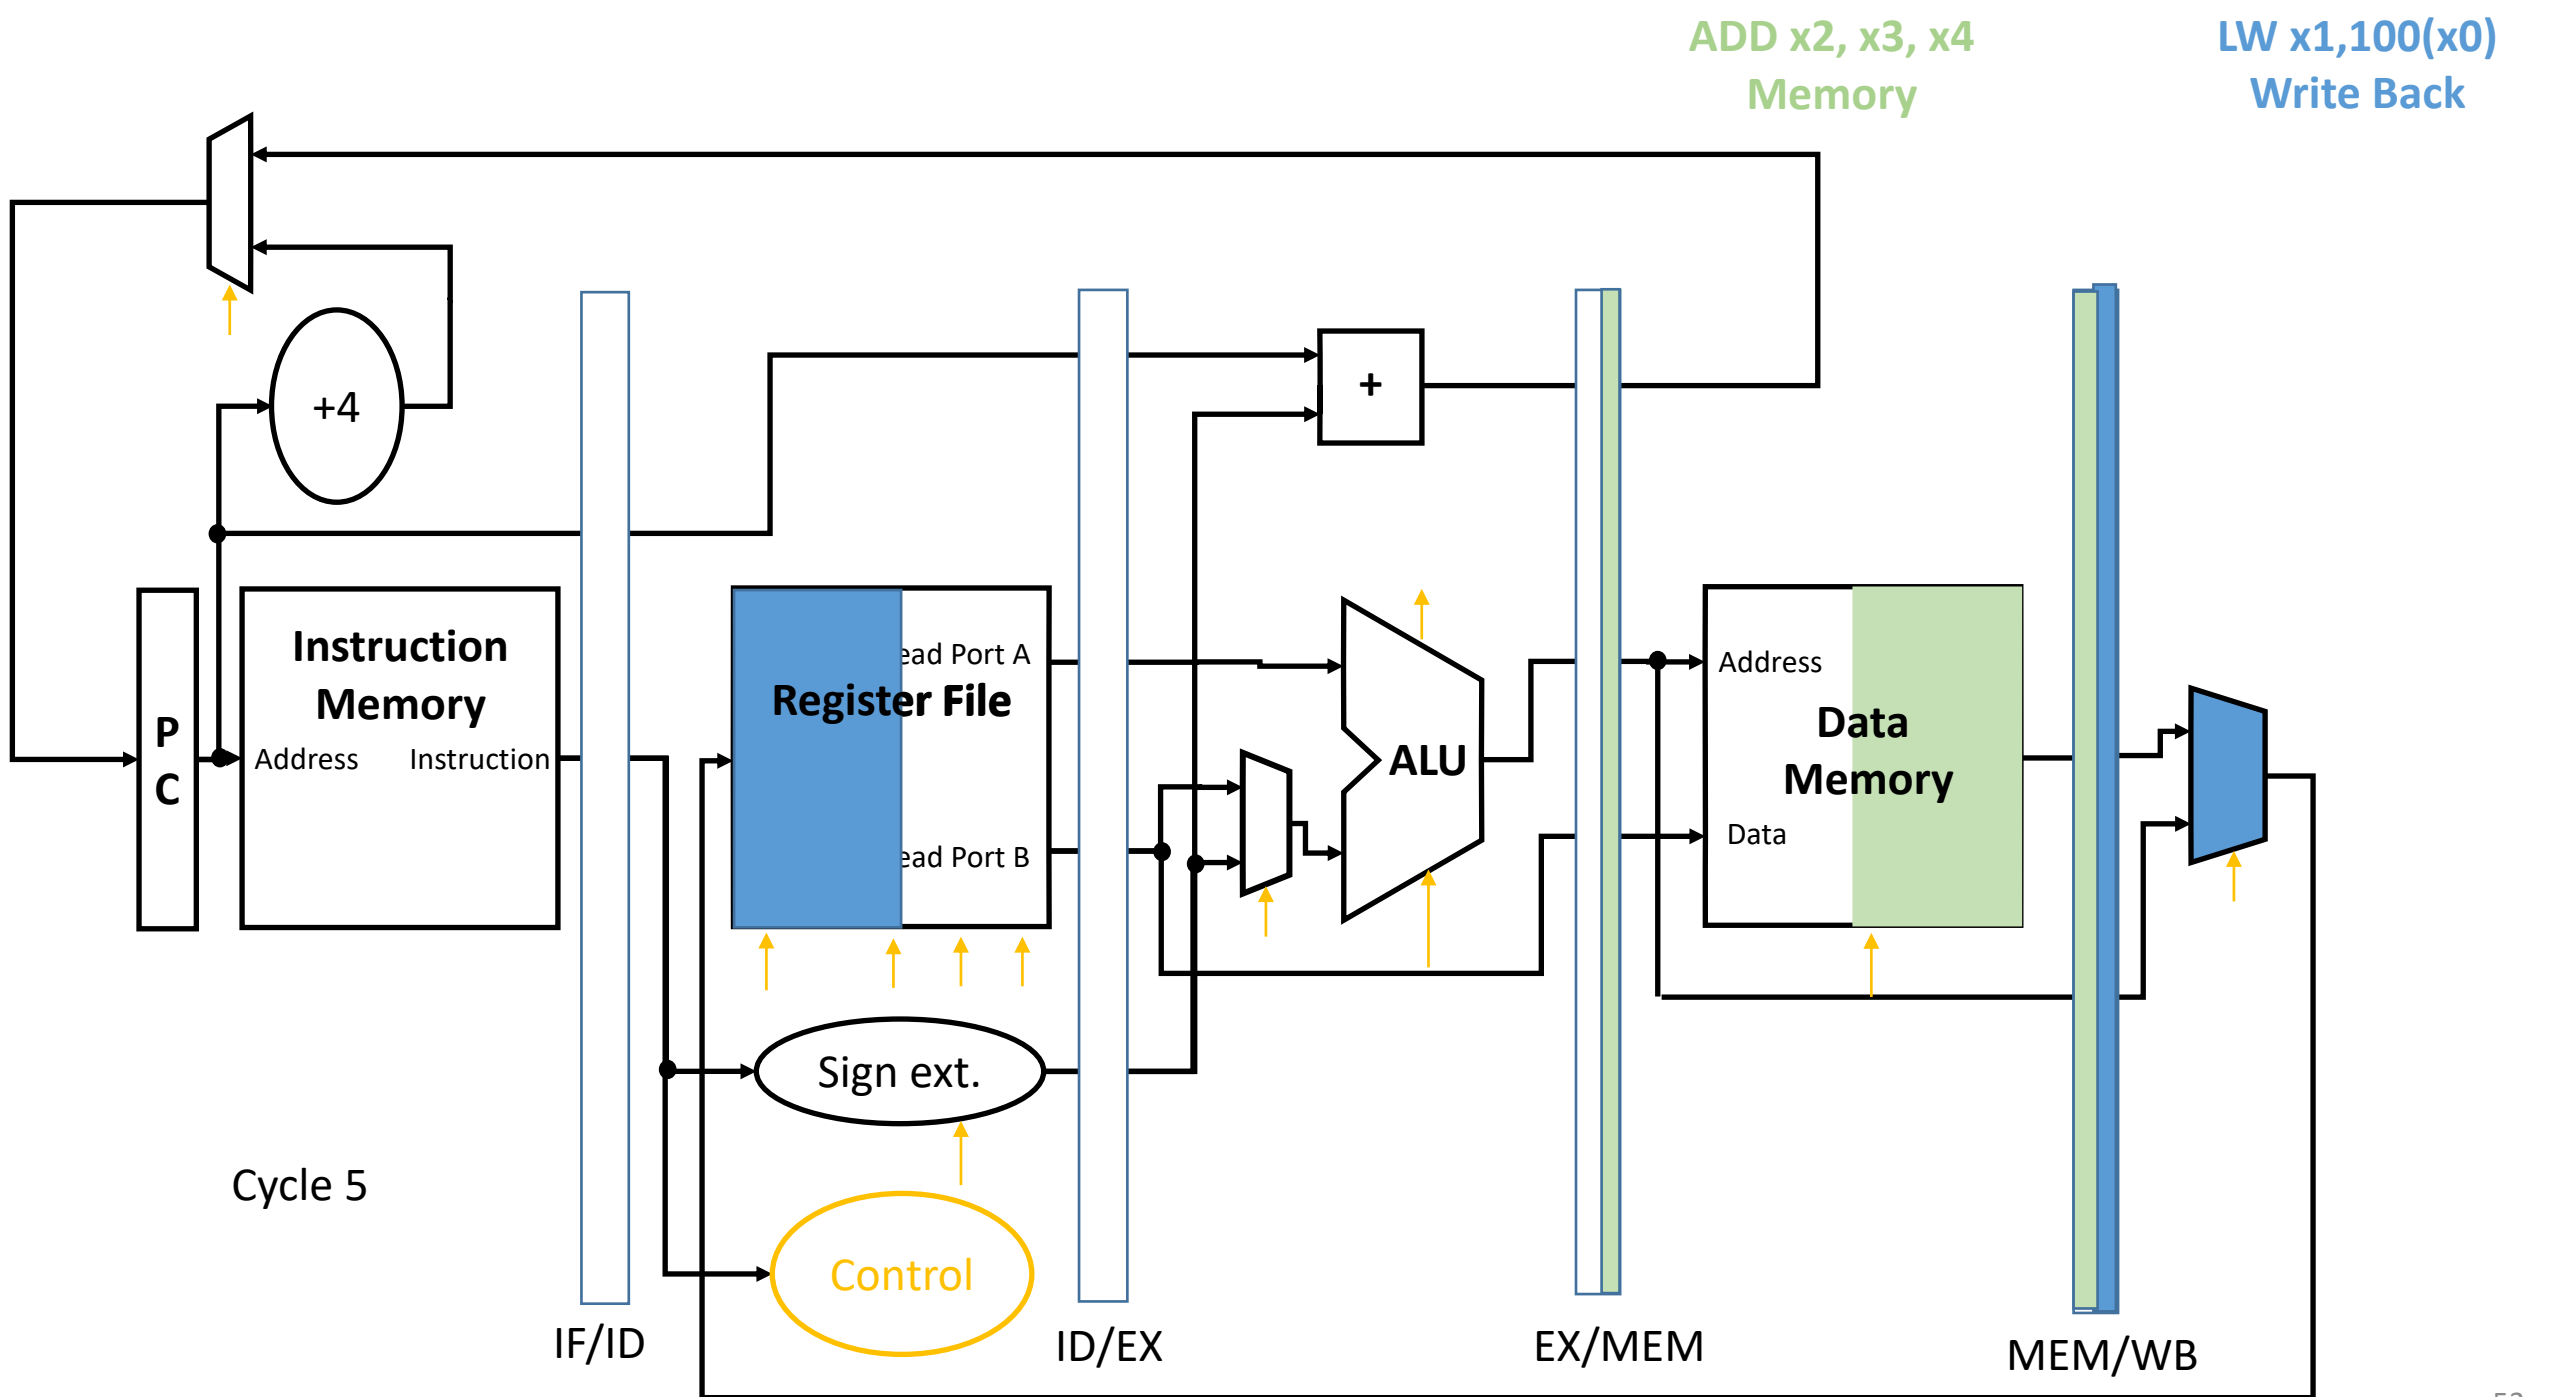 ADD x2, x3, x4
Memory
LW x1,100(x0)
Write Back
+4
+
P
C
Instruction
Memory
Address
Instruction
ead Port A
Register File
ead Port B
ALU
Address
Data
Memory
Data
Sign ext.
Cycle 5
Control
IF/ID
ID/EX
EX/MEM
MEM/WB